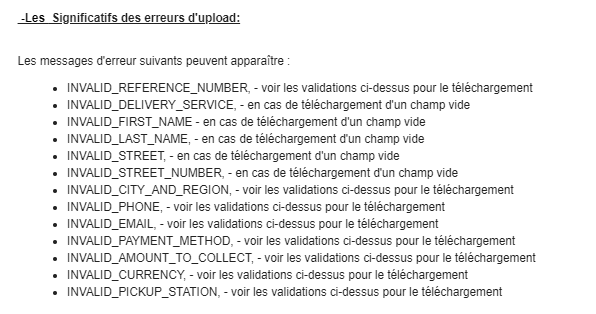 -Les  Significatifs des erreurs d'upload:
Les messages d'erreur suivants peuvent apparaître :
• INVALID_REFERENCE_NUMBER, - voir les validations ci-dessus pour le téléchargement
• INVALID_DELIVERY_SERVICE, - en cas de téléchargement d'un champ vide
• INVALID_FIRST_NAME - en cas de téléchargement d'un champ vide
• INVALID_LAST_NAME, - en cas de téléchargement d'un champ vide
• INVALID_STREET, - en cas de téléchargement d'un champ vide
• INVALID_STREET_NUMBER, - en cas de téléchargement d'un champ vide
• INVALID_CITY_AND_REGION, - voir les validations ci-dessus pour le téléchargement
• INVALID_PHONE, - voir les validations ci-dessus pour le téléchargement
• INVALID_EMAIL, - voir les validations ci-dessus pour le téléchargement
• INVALID_PAYMENT_METHOD, - voir les validations ci-dessus pour le téléchargement
• INVALID_AMOUNT_TO_COLLECT, - voir les validations ci-dessus pour le téléchargement
• INVALID_CURRENCY, - voir les validations ci-dessus pour le téléchargement
• INVALID_PICKUP_STATION, - voir les validations ci-dessus pour le téléchargement